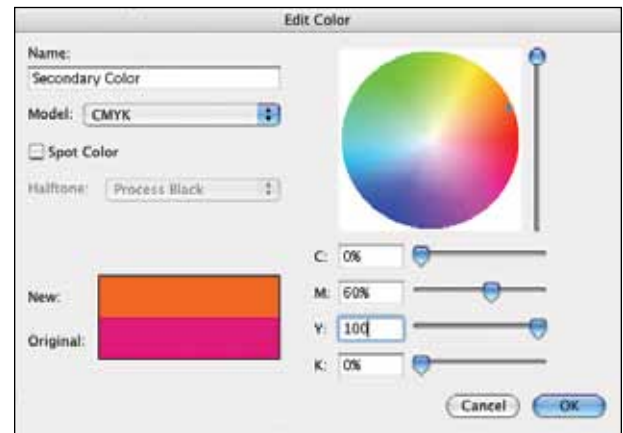 Edit Color
Name:
Secondary Color
Model: CMYK
Spot Color
Halftone: Process Black
New:
Original:
C: 0%
M: 60%
Y: 100
K: 0%
Cancel OK